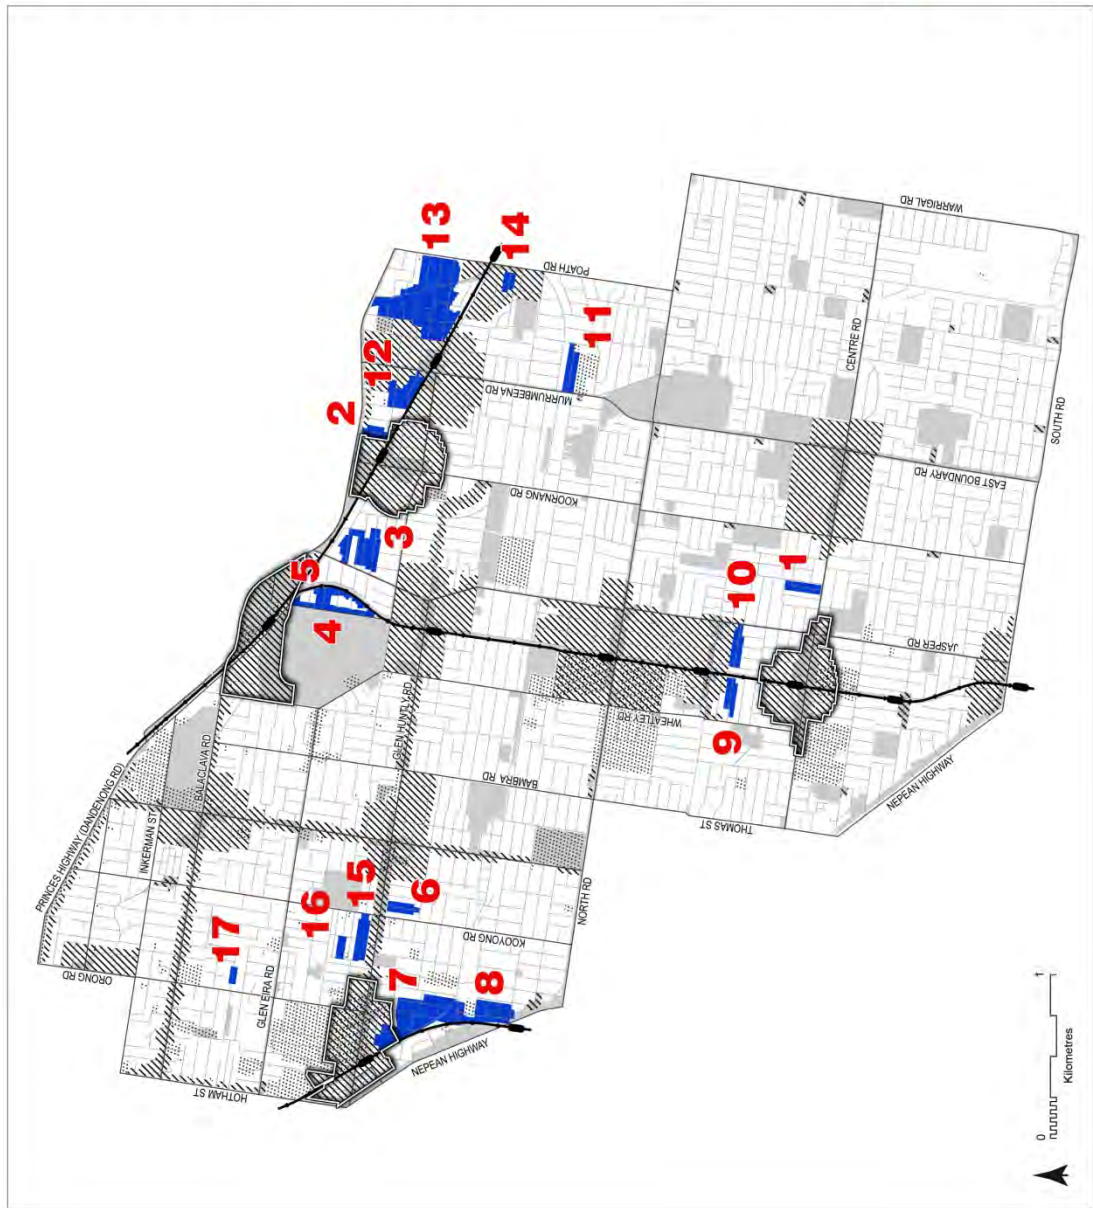 PRINCES HIGHWAY (DANDENONG RD)
ORRONG RD
INKERMAN ST
BALACLAVA RD
HOTHAM ST
GLEN EIRA RD
NEPEAN HIGHWAY
KOOYONG RD
GLEN HUNTLY RD
BAMBRA RD
NORTH RD
THOMAS ST
WHEATLEY RD
NEPEAN HIGHWAY
JASPER RD
KOORNANG RD
MURRUMBEENA RD
POATH RD
EAST BOUNDARY RD
CENTRE RD
SOUTH RD
WARRIGAL RD
1
2
3
4
5
6
7
8
9
10
11
12
13
14
15
16
17
0
1
Kilometres